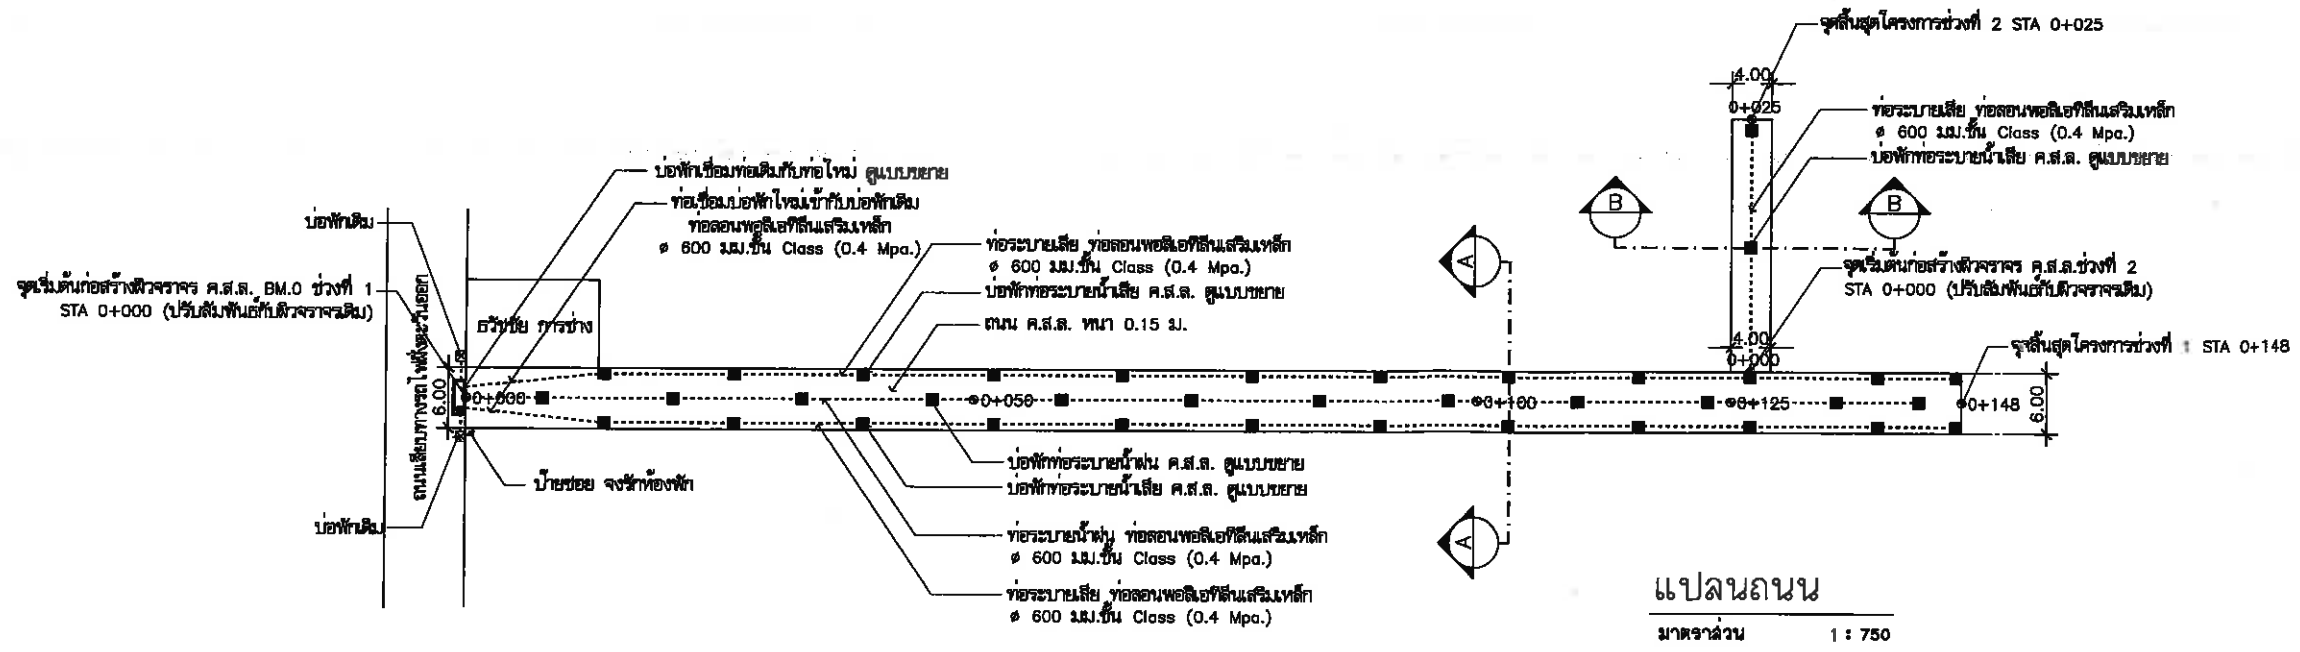 จุดสิ้นสุดโครงการช่วงที่ 2 STA 0+025
4.00
0+025
ท่อระบายเสีย ท่อลอนพอลิเอทิลีนเสริมเหล็ก
ø 600 มม.ชั้น Class (0.4 Mpa.)
บ่อพักท่อระบายน้ำเสีย ค.ส.ล. ดูแบบขยาย
บ่อพักเชื่อมท่อเดิมกับท่อใหม่ ดูแบบขยาย
ท่อเชื่อมบ่อพักใหม่เข้ากับบ่อพักเดิม
ท่อลอนพอลิเอทิลีนเสริมเหล็ก
ø 600 มม.ชั้น Class (0.4 Mpa.)
บ่อพักเดิม
B
B
ท่อระบายเสีย ท่อลอนพอลิเอทิลีนเสริมเหล็ก
ø 600 มม.ชั้น Class (0.4 Mpa.)
A
จุดเริ่มต้นก่อสร้างผิวจราจร ค.ส.ล.ช่วงที่ 2
STA 0+000 (ปรับสัมพันธ์กับผิวจราจรเดิม)
จุดเริ่มต้นก่อสร้างผิวจราจร ค.ส.ล. BM.0 ช่วงที่ 1
STA 0+000 (ปรับสัมพันธ์กับผิวจราจรเดิม)
บ่อพักท่อระบายน้ำเสีย ค.ส.ล. ดูแบบขยาย
ธวัชชัย การช่าง
ถนน ค.ส.ล. หนา 0.15 ม.
4.00
0+000
จุดสิ้นสุดโครงการช่วงที่ 1 STA 0+148
ถนนเลียบทางรถไฟฝั่งตะวันออก
6.00
0+000
0+050
0+100
0+125
0+148
6.00
บ่อพักท่อระบายน้ำฝน ค.ส.ล. ดูแบบขยาย
ป้ายซอย จงรักห้องพัก
บ่อพักท่อระบายน้ำเสีย ค.ส.ล. ดูแบบขยาย
บ่อพักเดิม
ท่อระบายน้ำฝน ท่อลอนพอลิเอทิลีนเสริมเหล็ก
ø 600 มม.ชั้น Class (0.4 Mpa.)
A
ท่อระบายเสีย ท่อลอนพอลิเอทิลีนเสริมเหล็ก
ø 600 มม.ชั้น Class (0.4 Mpa.)
แปลนถนน
มาตราส่วน 1 : 750